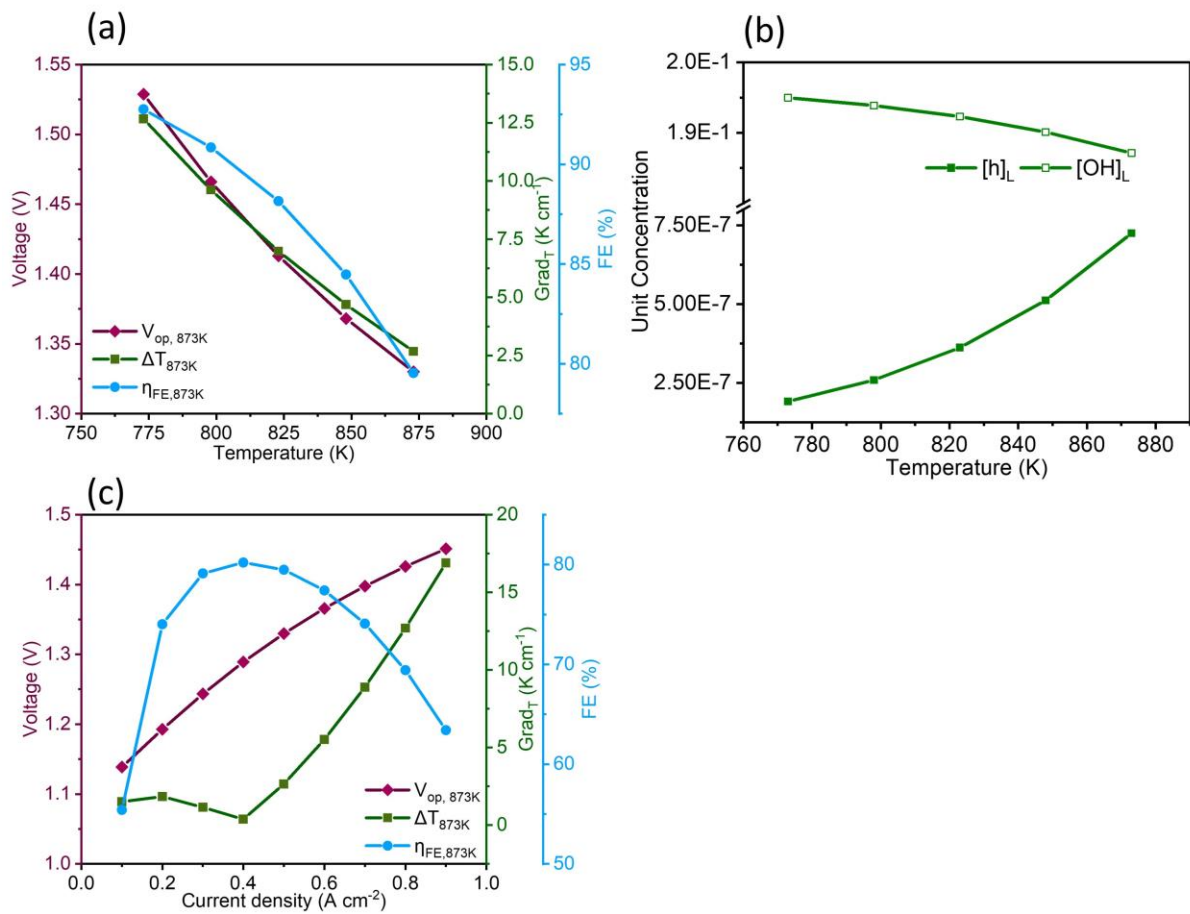 (a)
1.55
1.50
1.45
1.40
1.35
1.30
Voltage (V)
750 775 800 825 850 875 900
Temperature (K)
15.0
12.5
10.0
7.5
5.0
2.5
0.0
Grad_T (K cm⁻¹)
95
90
85
80
FE (%)
V_op, 873K
ΔT_873K
η_FE,873K
(b)
2.0E-1
1.9E-1
7.50E-7
5.00E-7
2.50E-7
Unit Concentration
[h]_L [OH]_L
760 780 800 820 840 860 880
Temperature (K)
(c)
1.5
1.4
1.3
1.2
1.1
1.0
Voltage (V)
0.0 0.2 0.4 0.6 0.8 1.0
Current density (A cm⁻²)
20
15
10
5
0
Grad_T (K cm⁻¹)
80
70
60
50
FE (%)
V_op, 873K
ΔT_873K
η_FE,873K